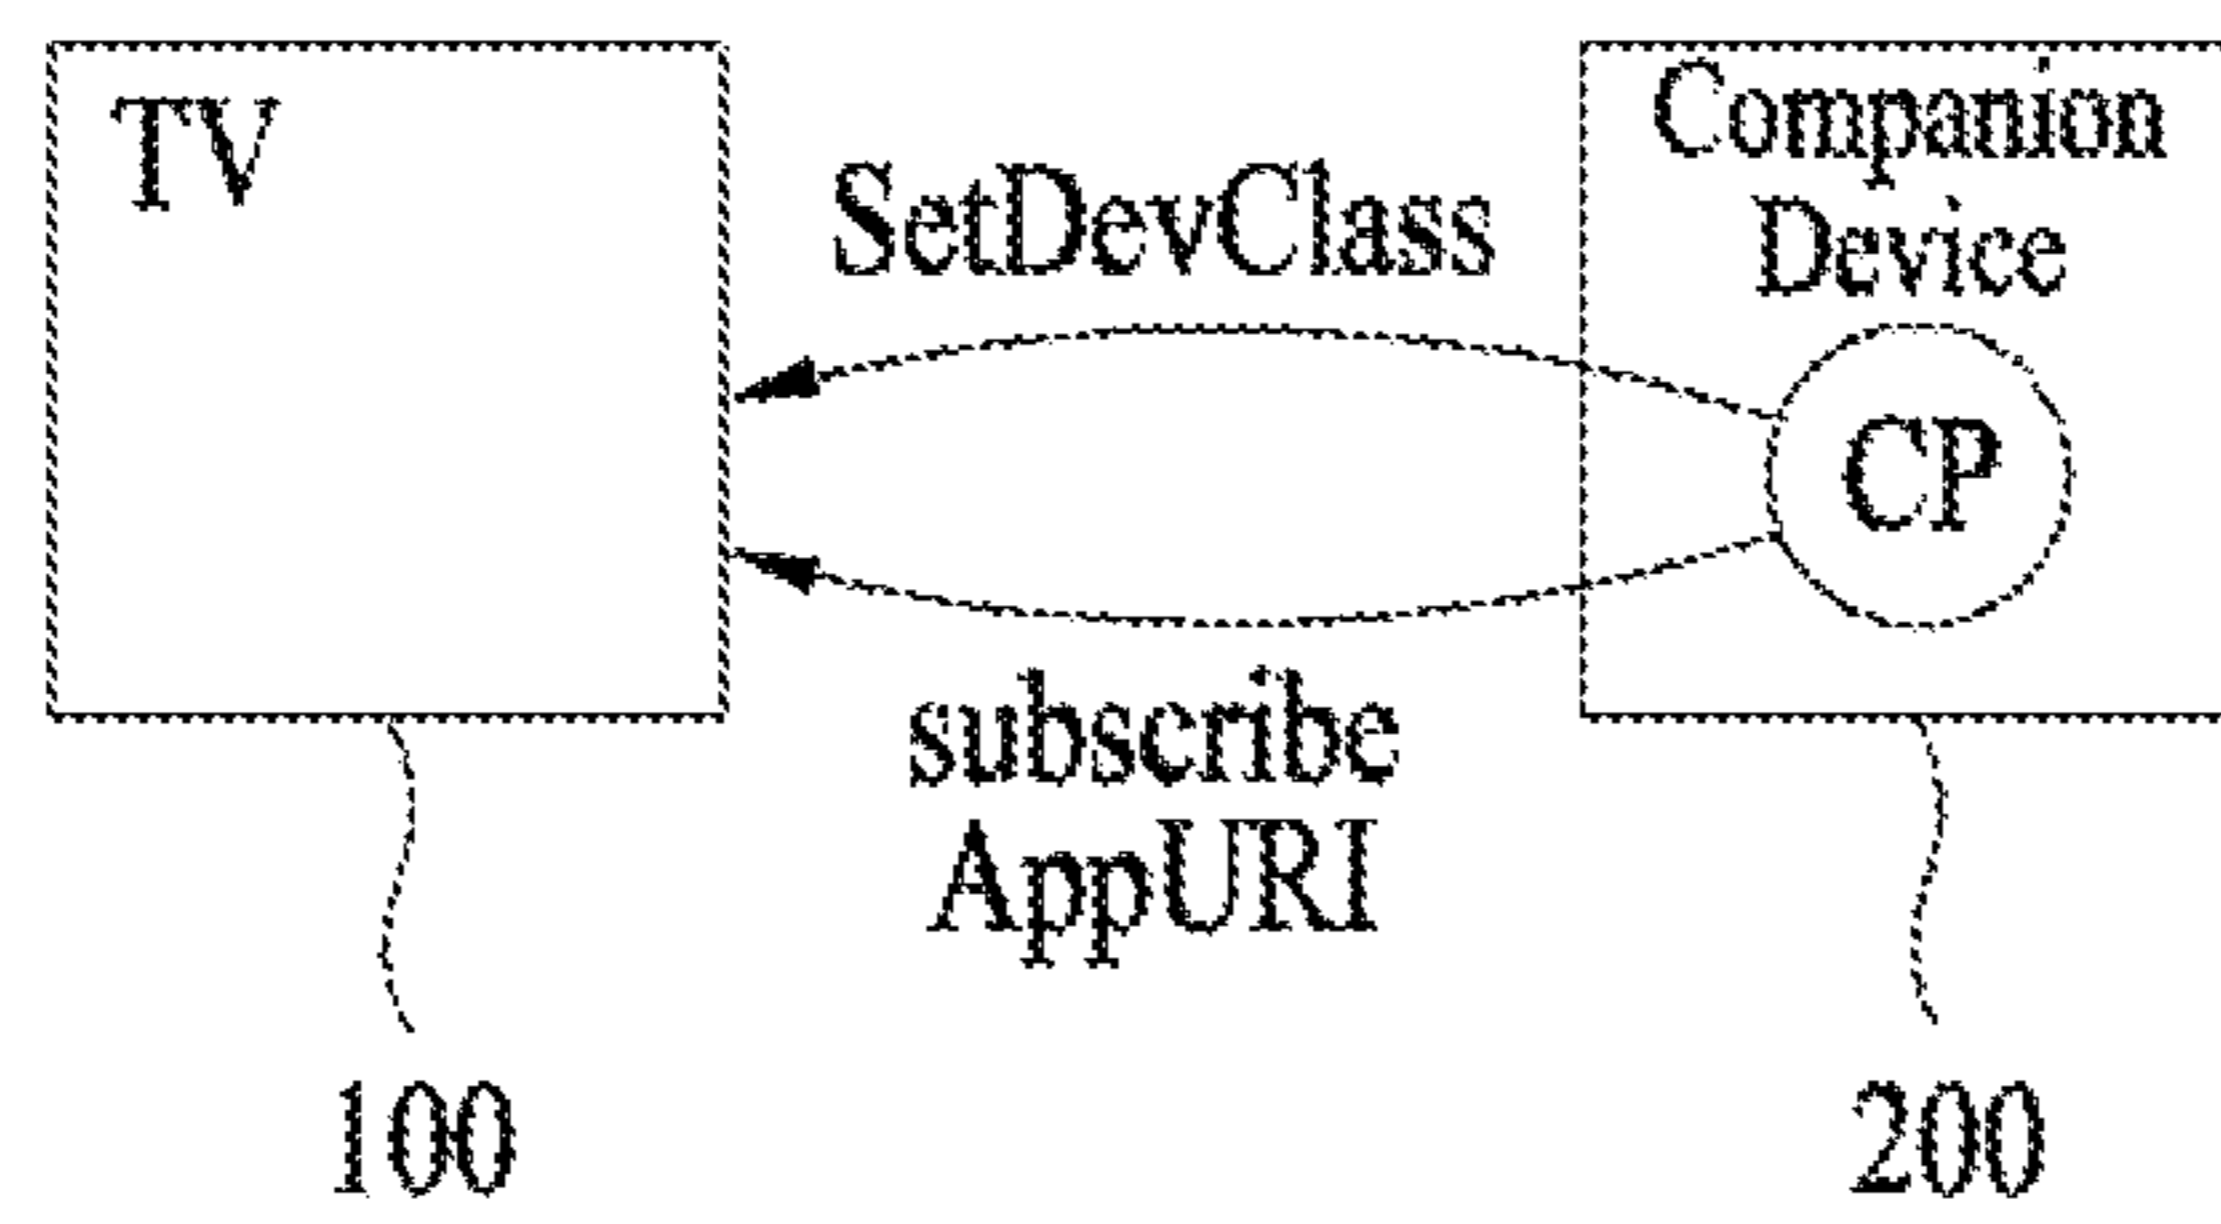 TV
SetDevClass
Companion
Device
CP
subscribe
AppURI
100
200